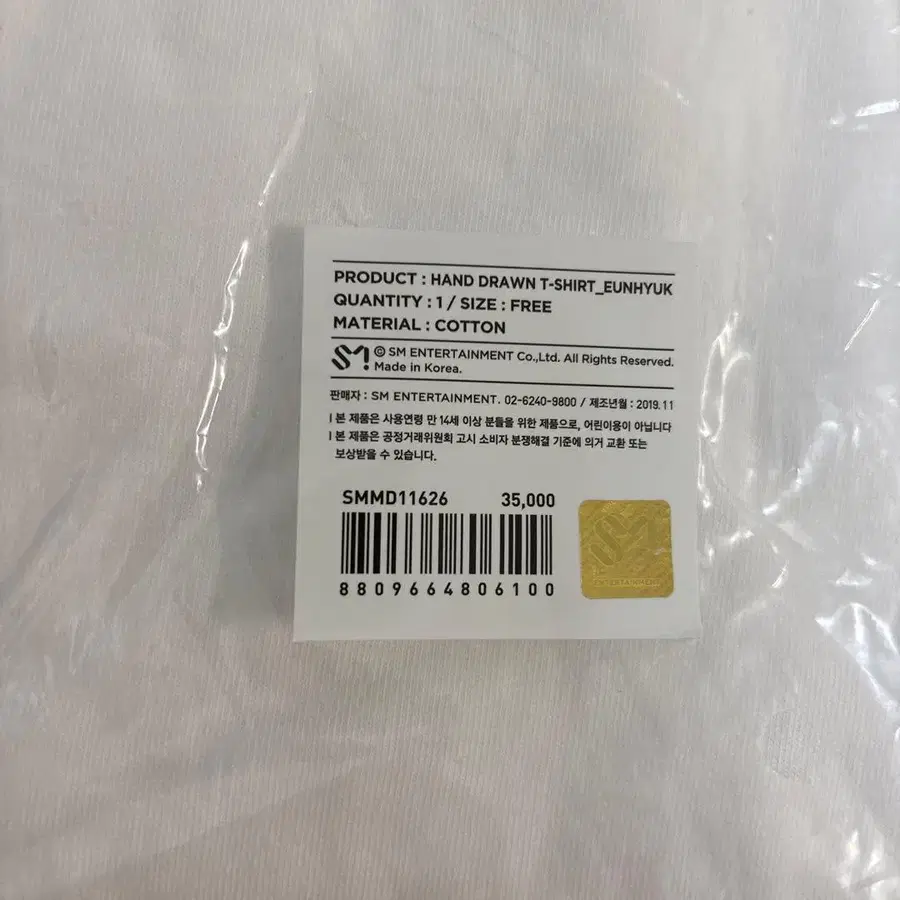 PRODUCT : HAND DRAWN T-SHIRT_EUNHYUK
QUANTITY : 1 / SIZE : FREE
MATERIAL : COTTON
SM! © SM ENTERTAINMENT Co.,Ltd. All Rights Reserved.
Made in Korea.
판매자 : SM ENTERTAINMENT. 02-6240-9800 / 제조년월 : 2019.11
| 본 제품은 사용연령 만 14세 이상 분들을 위한 제품으로, 어린이용이 아닙니다
| 본 제품은 공정거래위원회 고시 소비자 분쟁해결 기준에 의거 교환 또는
보상받을 수 있습니다.
SMMD11626 35,000
8809664806100
SM
ENTERTAINMENT